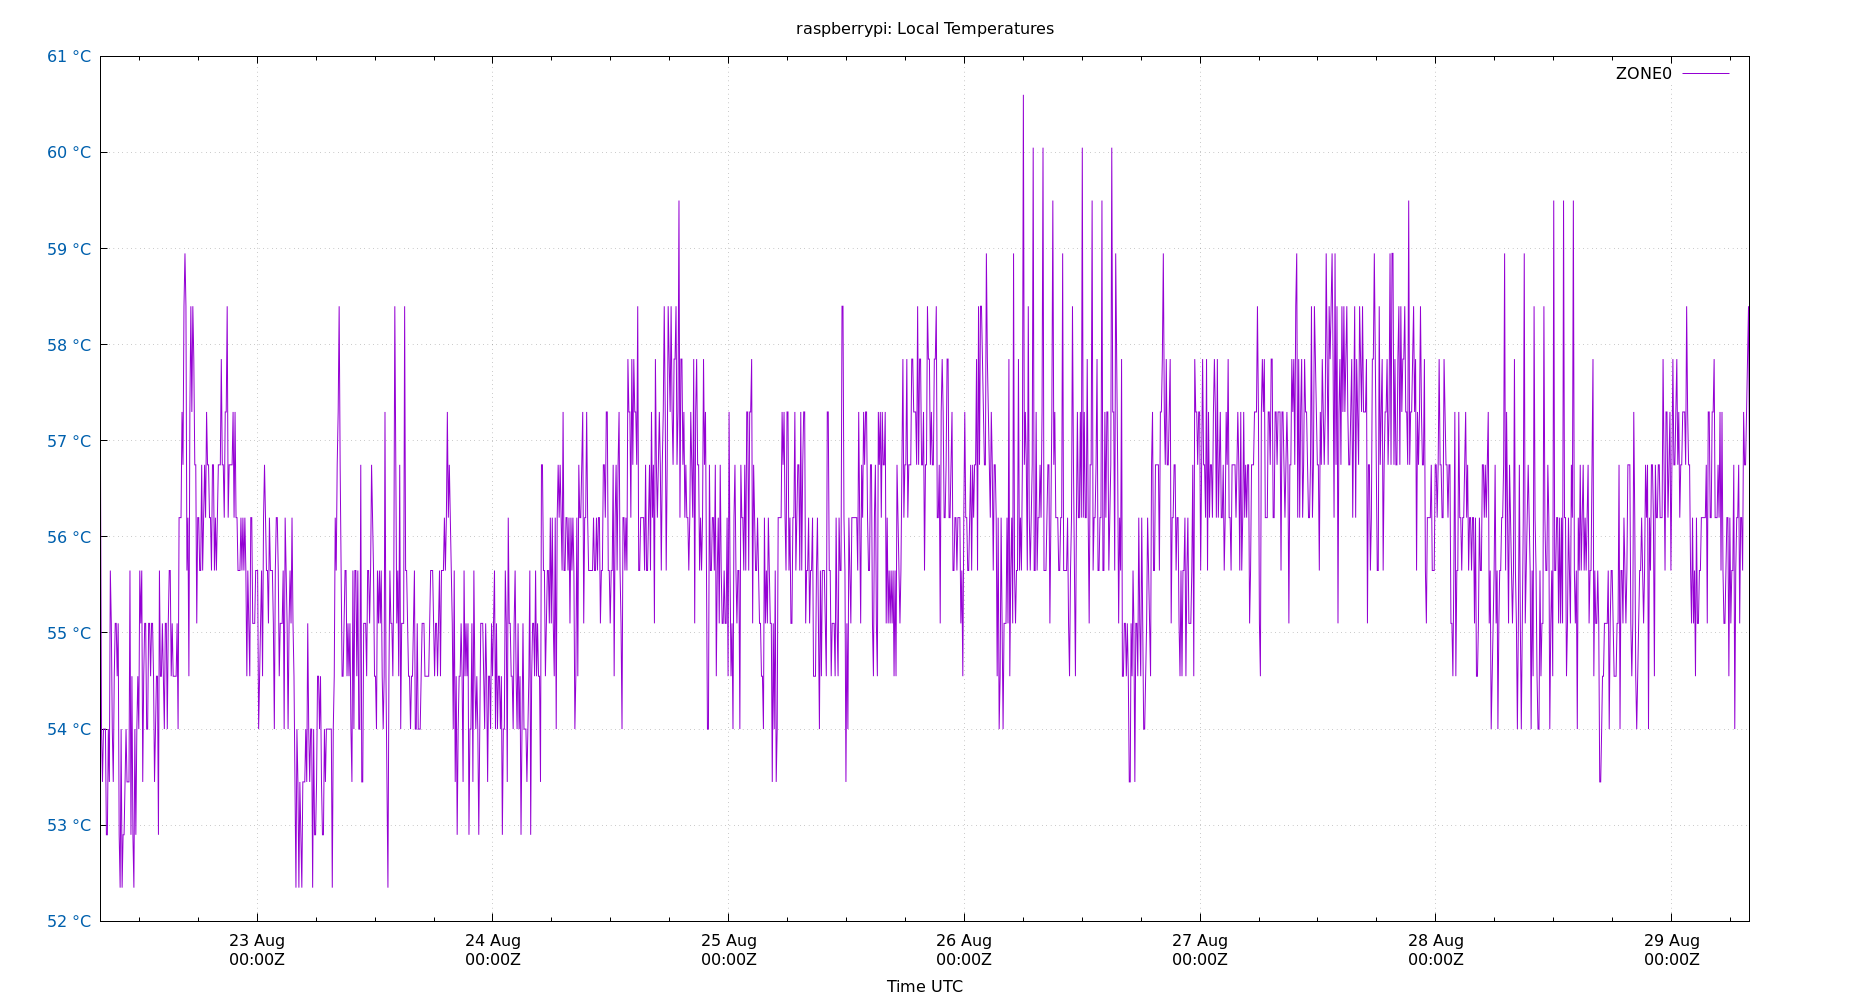 raspberrypi: Local Temperatures
61 °C
ZONE0
60 °C
59 °C
58 °C
57 °C
56 °C
55 °C
54 °C
53 °C
52 °C
23 Aug 24 Aug 25 Aug 26 Aug 27 Aug 28 Aug 29 Aug
00:00Z 00:00Z 00:00Z 00:00Z 00:00Z 00:00Z 00:00Z
Time UTC